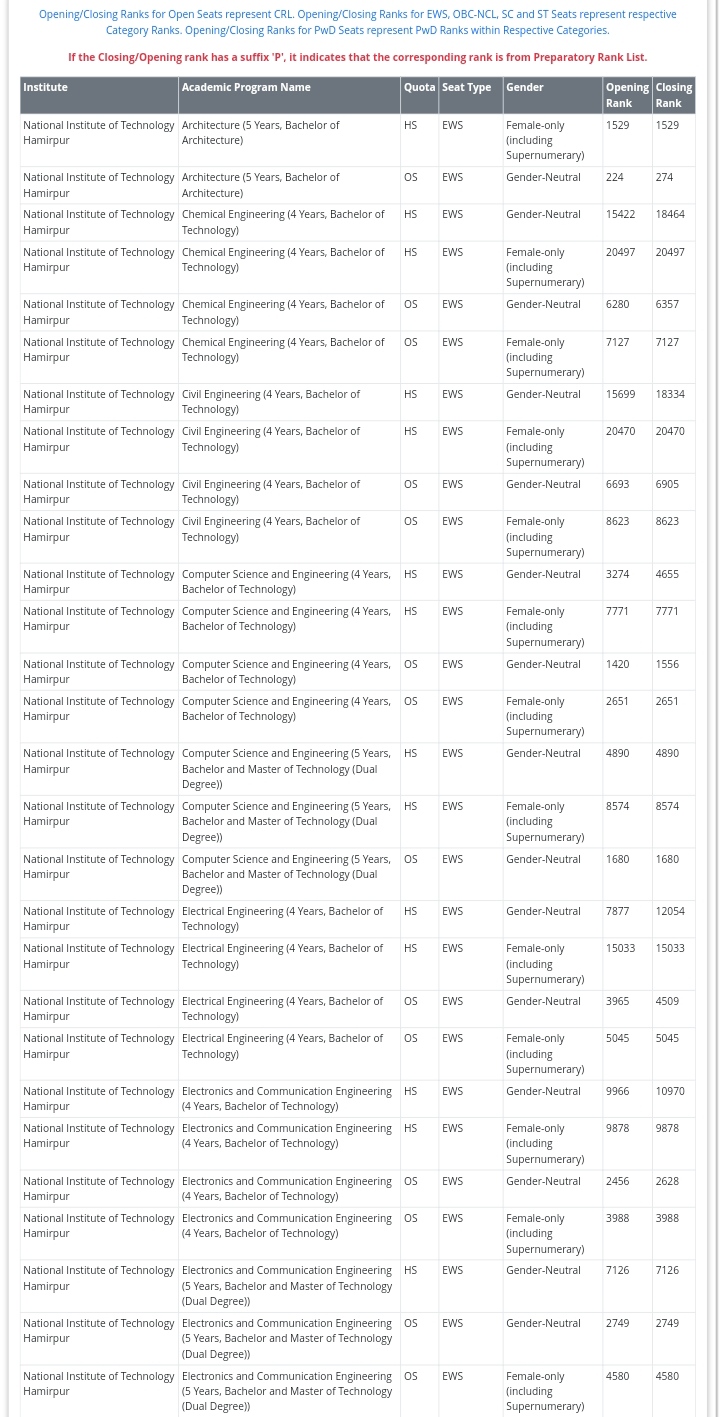 Opening/Closing Ranks for Open Seats represent CRL. Opening/Closing Ranks for EWS, OBC-NCL, SC and ST Seats represent respective
Category Ranks. Opening/Closing Ranks for PwD Seats represent PwD Ranks within Respective Categories.
If the Closing/Opening rank has a suffix 'P', it indicates that the corresponding rank is from Preparatory Rank List.
Institute Academic Program Name Quota Seat Type Gender Opening Closing
Rank Rank
National Institute of Technology Architecture (5 Years, Bachelor of HS EWS Female-only 1529 1529
Hamirpur Architecture) (including
Supernumerary)
National Institute of Technology Architecture (5 Years, Bachelor of OS EWS Gender-Neutral 224 274
Hamirpur Architecture)
National Institute of Technology Chemical Engineering (4 Years, Bachelor of HS EWS Gender-Neutral 15422 18464
Hamirpur Technology)
National Institute of Technology Chemical Engineering (4 Years, Bachelor of HS EWS Female-only 20497 20497
Hamirpur Technology) (including
Supernumerary)
National Institute of Technology Chemical Engineering (4 Years, Bachelor of OS EWS Gender-Neutral 6280 6357
Hamirpur Technology)
National Institute of Technology Chemical Engineering (4 Years, Bachelor of OS EWS Female-only 7127 7127
Hamirpur Technology) (including
Supernumerary)
National Institute of Technology Civil Engineering (4 Years, Bachelor of HS EWS Gender-Neutral 15699 18334
Hamirpur Technology)
National Institute of Technology Civil Engineering (4 Years, Bachelor of HS EWS Female-only 20470 20470
Hamirpur Technology) (including
Supernumerary)
National Institute of Technology Civil Engineering (4 Years, Bachelor of OS EWS Gender-Neutral 6693 6905
Hamirpur Technology)
National Institute of Technology Civil Engineering (4 Years, Bachelor of OS EWS Female-only 8623 8623
Hamirpur Technology) (including
Supernumerary)
National Institute of Technology Computer Science and Engineering (4 Years, HS EWS Gender-Neutral 3274 4655
Hamirpur Bachelor of Technology)
National Institute of Technology Computer Science and Engineering (4 Years, HS EWS Female-only 7771 7771
Hamirpur Bachelor of Technology) (including
Supernumerary)
National Institute of Technology Computer Science and Engineering (4 Years, OS EWS Gender-Neutral 1420 1556
Hamirpur Bachelor of Technology)
National Institute of Technology Computer Science and Engineering (4 Years, OS EWS Female-only 2651 2651
Hamirpur Bachelor of Technology) (including
Supernumerary)
National Institute of Technology Computer Science and Engineering (5 Years, HS EWS Gender-Neutral 4890 4890
Hamirpur Bachelor and Master of Technology (Dual
Degree))
National Institute of Technology Computer Science and Engineering (5 Years, HS EWS Female-only 8574 8574
Hamirpur Bachelor and Master of Technology (Dual (including
Degree)) Supernumerary)
National Institute of Technology Computer Science and Engineering (5 Years, OS EWS Gender-Neutral 1680 1680
Hamirpur Bachelor and Master of Technology (Dual
Degree))
National Institute of Technology Electrical Engineering (4 Years, Bachelor of HS EWS Gender-Neutral 7877 12054
Hamirpur Technology)
National Institute of Technology Electrical Engineering (4 Years, Bachelor of HS EWS Female-only 15033 15033
Hamirpur Technology) (including
Supernumerary)
National Institute of Technology Electrical Engineering (4 Years, Bachelor of OS EWS Gender-Neutral 3965 4509
Hamirpur Technology)
National Institute of Technology Electrical Engineering (4 Years, Bachelor of OS EWS Female-only 5045 5045
Hamirpur Technology) (including
Supernumerary)
National Institute of Technology Electronics and Communication Engineering HS EWS Gender-Neutral 9966 10970
Hamirpur (4 Years, Bachelor of Technology)
National Institute of Technology Electronics and Communication Engineering HS EWS Female-only 9878 9878
Hamirpur (4 Years, Bachelor of Technology) (including
Supernumerary)
National Institute of Technology Electronics and Communication Engineering OS EWS Gender-Neutral 2456 2628
Hamirpur (4 Years, Bachelor of Technology)
National Institute of Technology Electronics and Communication Engineering OS EWS Female-only 3988 3988
Hamirpur (4 Years, Bachelor of Technology) (including
Supernumerary)
National Institute of Technology Electronics and Communication Engineering HS EWS Gender-Neutral 7126 7126
Hamirpur (5 Years, Bachelor and Master of Technology
(Dual Degree))
National Institute of Technology Electronics and Communication Engineering OS EWS Gender-Neutral 2749 2749
Hamirpur (5 Years, Bachelor and Master of Technology
(Dual Degree))
National Institute of Technology Electronics and Communication Engineering OS EWS Female-only 4580 4580
Hamirpur (5 Years, Bachelor and Master of Technology (including
(Dual Degree)) Supernumerary)